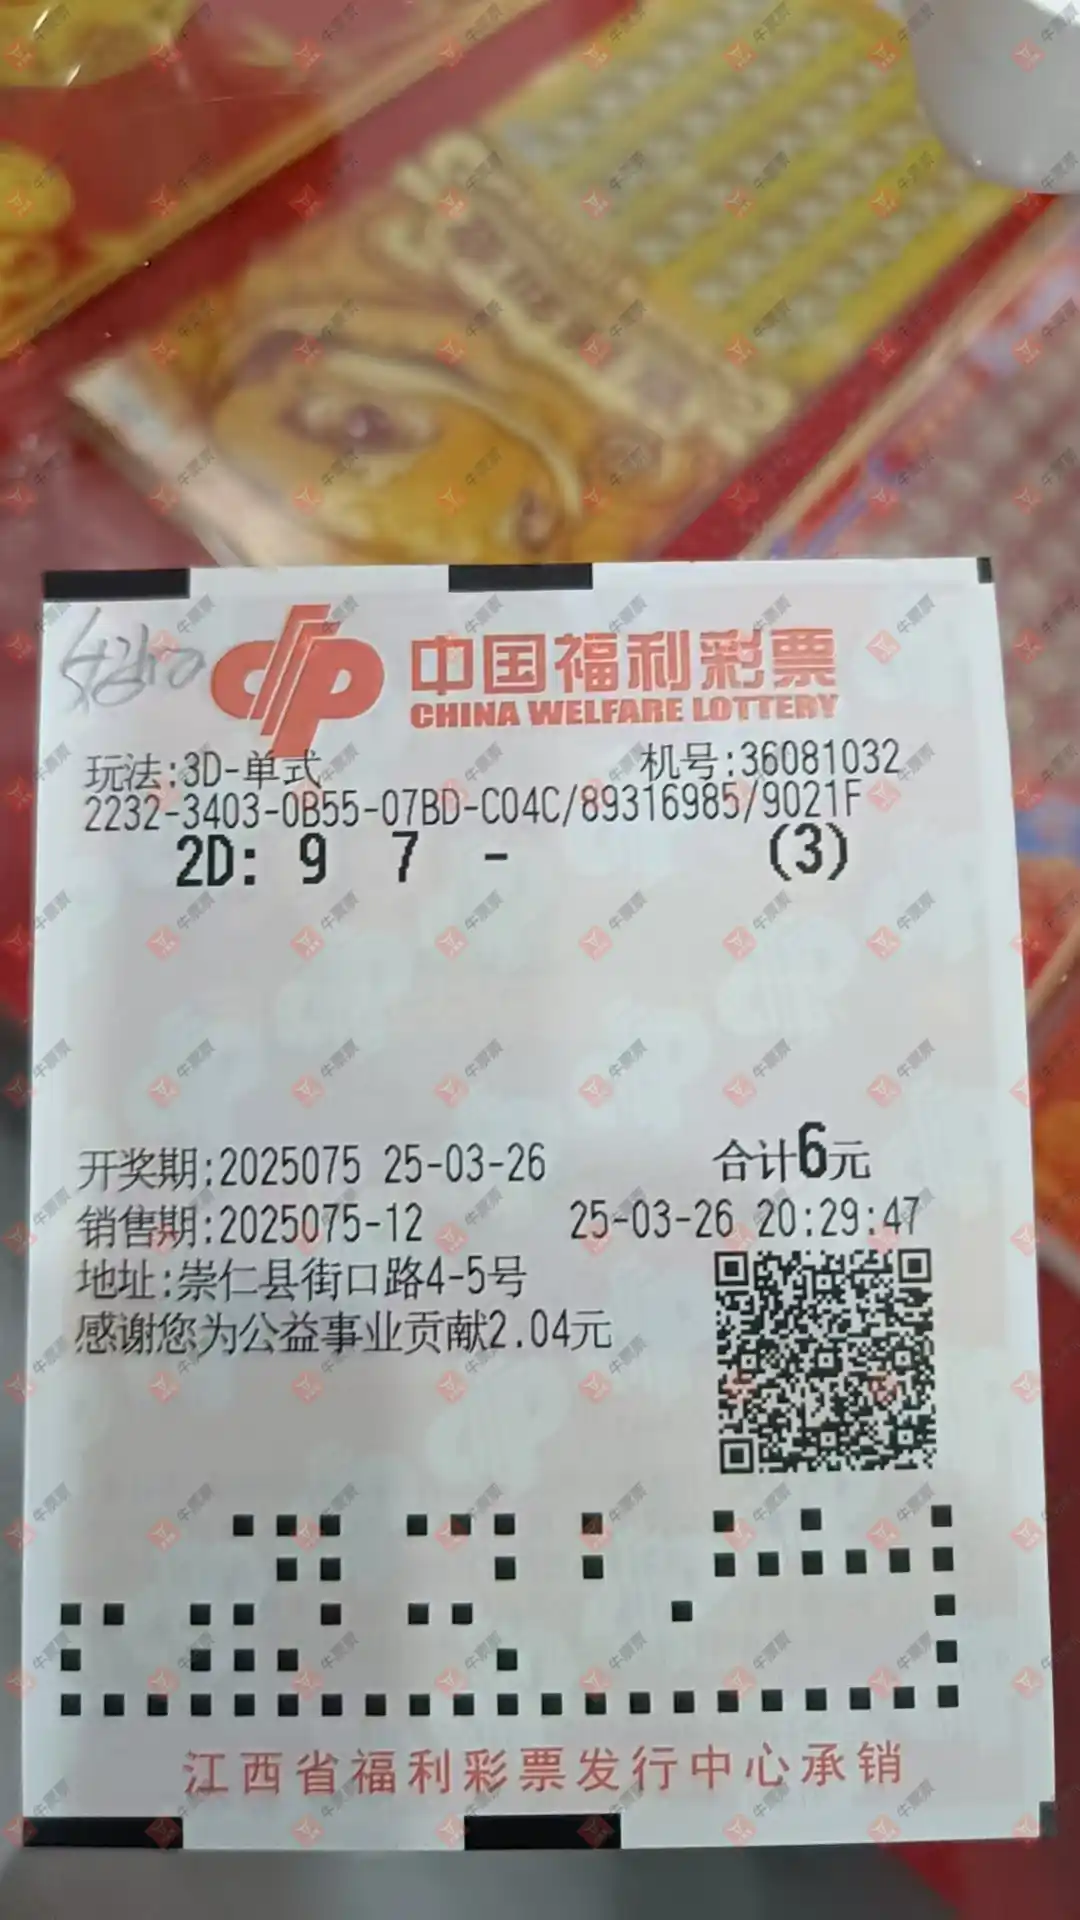 中国福利彩票
CHINA WELFARE LOTTERY
玩法:3D-单式 机号:36081032
2232-3403-0B55-07BD-C04C/89316985/9021F
2D: 9 7 - (3)
开奖期:2025075 25-03-26 合计6元
销售期:2025075-12 25-03-26 20:29:47
地址:崇仁县街口路4-5号
感谢您为公益事业贡献2.04元
江西省福利彩票发行中心承销
牛票票